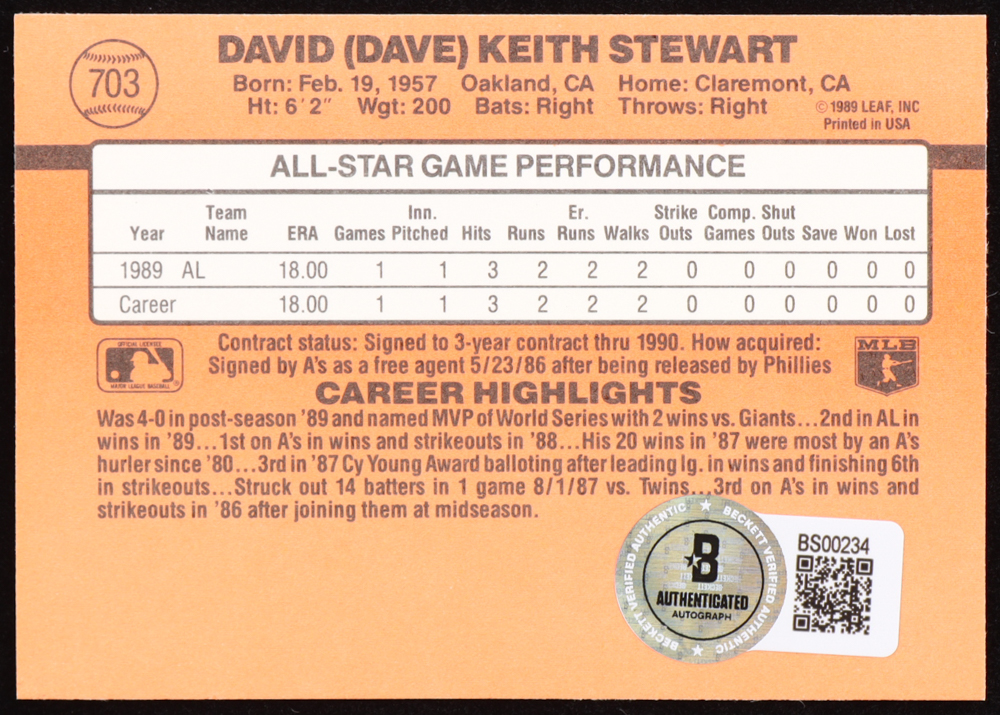 703
DAVID (DAVE) KEITH STEWART
Born: Feb. 19, 1957 Oakland, CA Home: Claremont, CA
Ht: 6'2" Wgt: 200 Bats: Right Throws: Right
©1989 LEAF, INC
Printed in USA
ALL-STAR GAME PERFORMANCE
Team Inn. Er. Strike Comp. Shut
Year Name ERA Games Pitched Hits Runs Runs Walks Outs Games Outs Save Won Lost
1989 AL 18.00 1 1 3 2 2 2 0 0 0 0 0 0
Career 18.00 1 1 3 2 2 2 0 0 0 0 0 0
OFFICIAL LICENSEE
MAJOR LEAGUE BASEBALL
Contract status: Signed to 3-year contract thru 1990. How acquired:
Signed by A's as a free agent 5/23/86 after being released by Phillies
MLB
CAREER HIGHLIGHTS
Was 4-0 in post-season '89 and named MVP of World Series with 2 wins vs. Giants...2nd in AL in
wins in '89...1st on A's in wins and strikeouts in '88...His 20 wins in '87 were most by an A's
hurler since '80...3rd in '87 Cy Young Award balloting after leading lg. in wins and finishing 6th
in strikeouts...Struck out 14 batters in 1 game 8/1/87 vs. Twins...3rd on A's in wins and
strikeouts in '86 after joining them at midseason.
BECKETT VERIFIED AUTHENTIC ★ BECKETT VERIFIED AUTHENTIC ★
B
AUTHENTICATED
AUTOGRAPH
BS00234